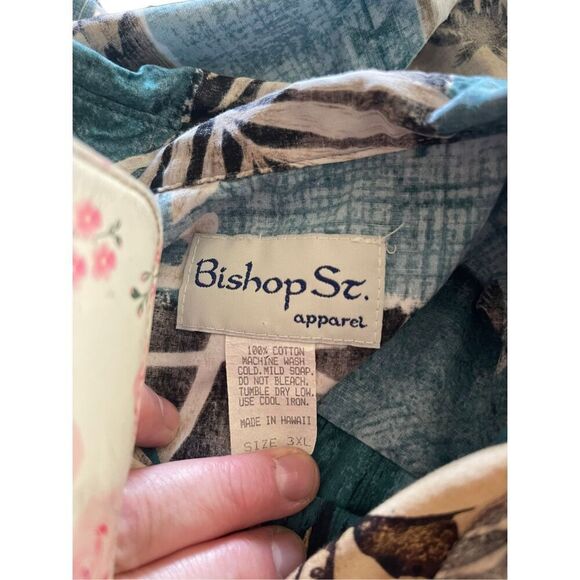 Bishop St.
apparel
100% COTTON
MACHINE WASH
COLD. MILD SOAP.
DO NOT BLEACH.
TUMBLE DRY LOW.
USE COOL IRON.
MADE IN HAWAII
SIZE 3XL